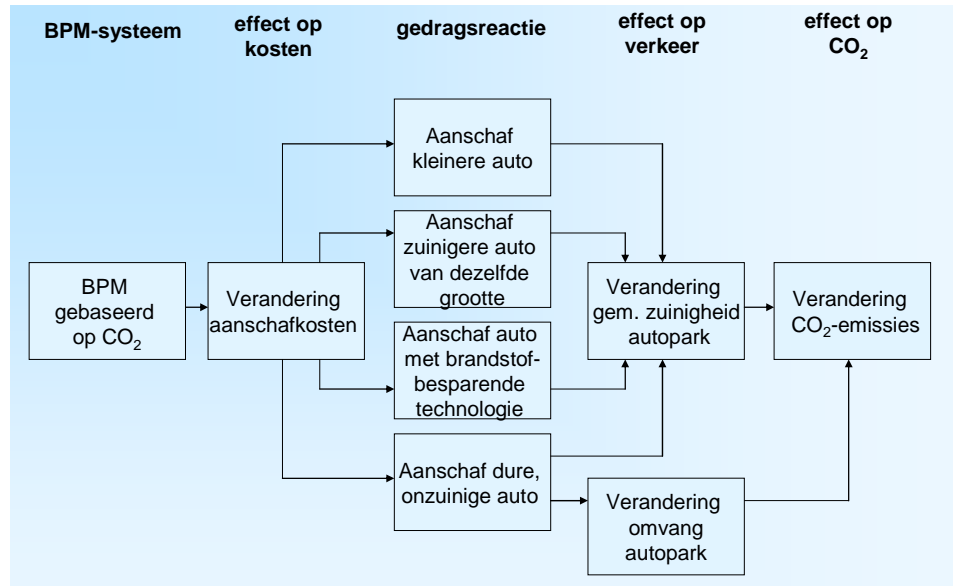 BPM-systeem
effect op
kosten
gedragsreactie
effect op
verkeer
effect op
CO₂
BPM
gebaseerd
op CO₂
Verandering
aanschafkosten
Aanschaf
kleinere auto
Aanschaf
zuinigere auto
van dezelfde
grootte
Aanschaf auto
met brandstof-
besparende
technologie
Aanschaf dure,
onzuinige auto
Verandering
gem. zuinigheid
autopark
Verandering
omvang
autopark
Verandering
CO₂-emissies